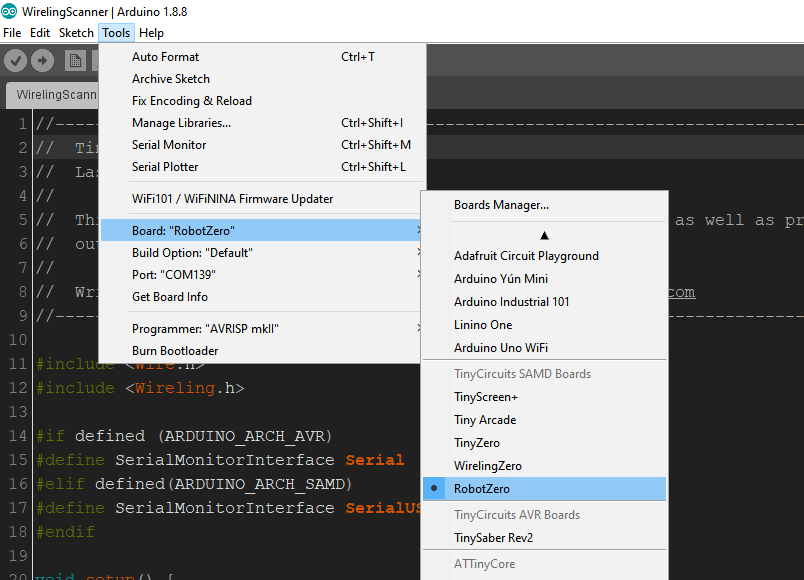 WirelingScanner | Arduino 1.8.8
File Edit Sketch Tools Help
WirelingScann
Auto Format Ctrl+T
Archive Sketch
Fix Encoding & Reload
Manage Libraries... Ctrl+Shift+I
Serial Monitor Ctrl+Shift+M
Serial Plotter Ctrl+Shift+L
WiFi101 / WiFiNINA Firmware Updater
Board: "RobotZero"
Build Option: "Default"
Port: "COM139"
Get Board Info
Programmer: "AVRISP mkII"
Burn Bootloader
Boards Manager...
Adafruit Circuit Playground
Arduino Yún Mini
Arduino Industrial 101
Linino One
Arduino Uno WiFi
TinyCircuits SAMD Boards
TinyScreen+
Tiny Arcade
TinyZero
WirelingZero
RobotZero
TinyCircuits AVR Boards
TinySaber Rev2
ATTinyCore
1 //----------------------------------------
2 // Ti
3 // La
4 //
5 // Th as well as pr
6 // ou
7 //
8 // Wr com
9 //----------------------------------------
10
11 #include <Wire.h>
12 #include <Wireling.h>
13
14 #if defined (ARDUINO_ARCH_AVR)
15 #define SerialMonitorInterface Serial
16 #elif defined(ARDUINO_ARCH_SAMD)
17 #define SerialMonitorInterface SerialUS
18 #endif
19
20 void setup() {